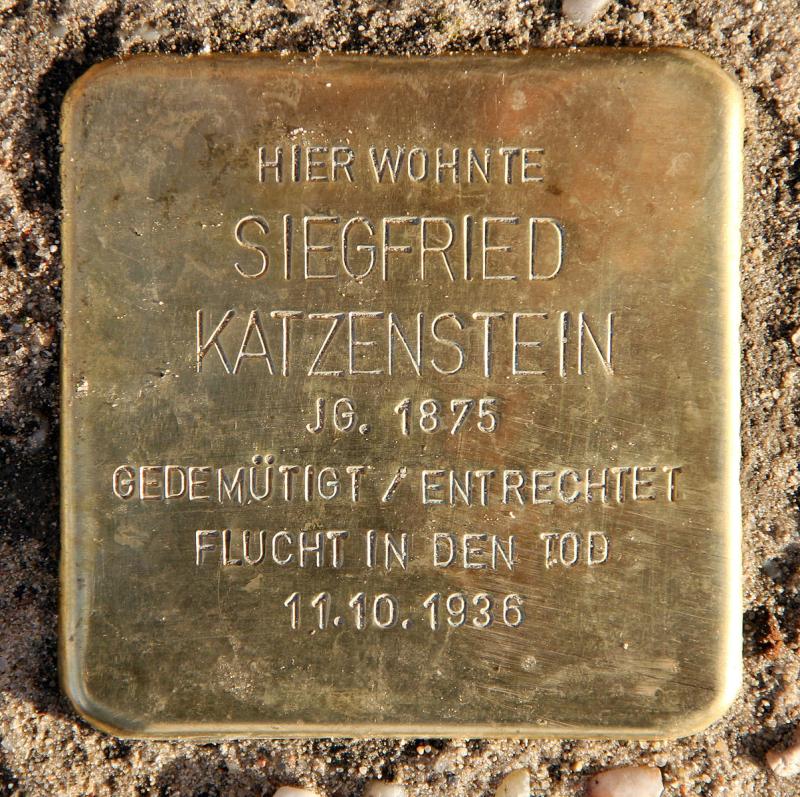 HIER WOHNTE
SIEGFRIED
KATZENSTEIN
JG. 1875
GEDEMÜTIGT / ENTRECHTET
FLUCHT IN DEN TOD
11.10.1936